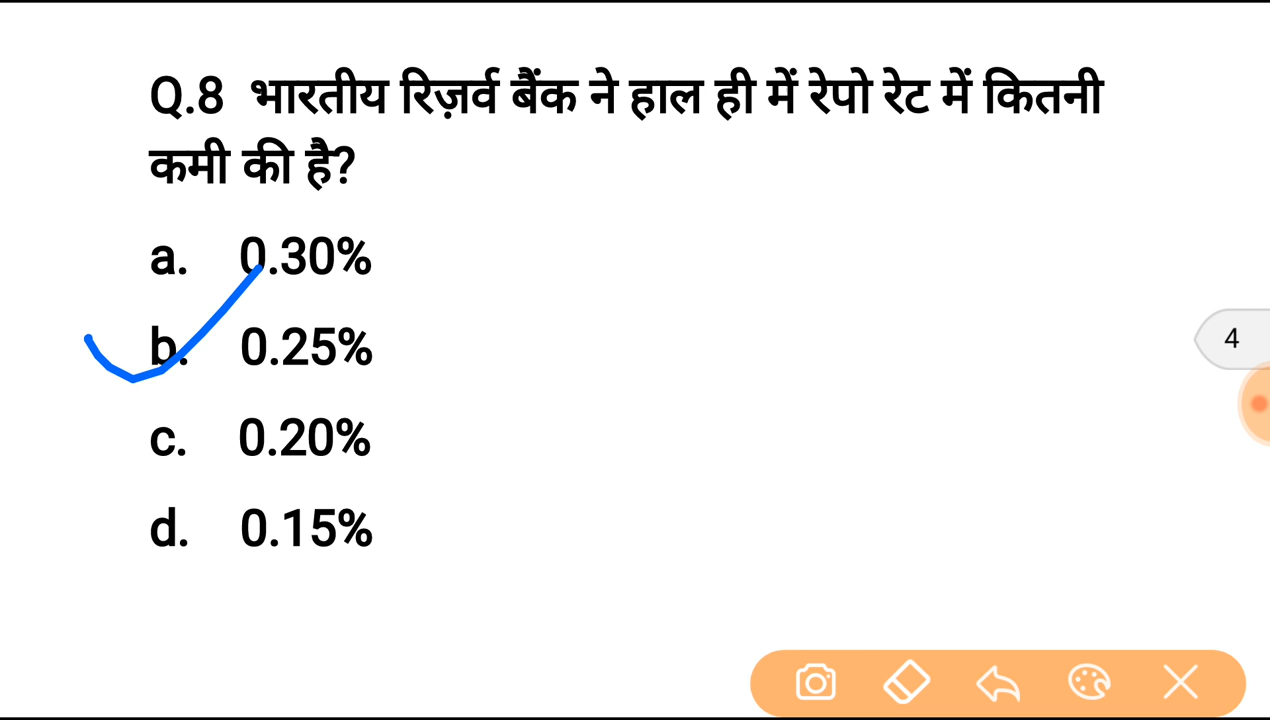 Q.8 भारतीय रिज़र्व बैंक ने हाल ही में रेपो रेट में कितनी
कमी की है?
a. 0.30%
b. 0.25%
c. 0.20%
d. 0.15%
4